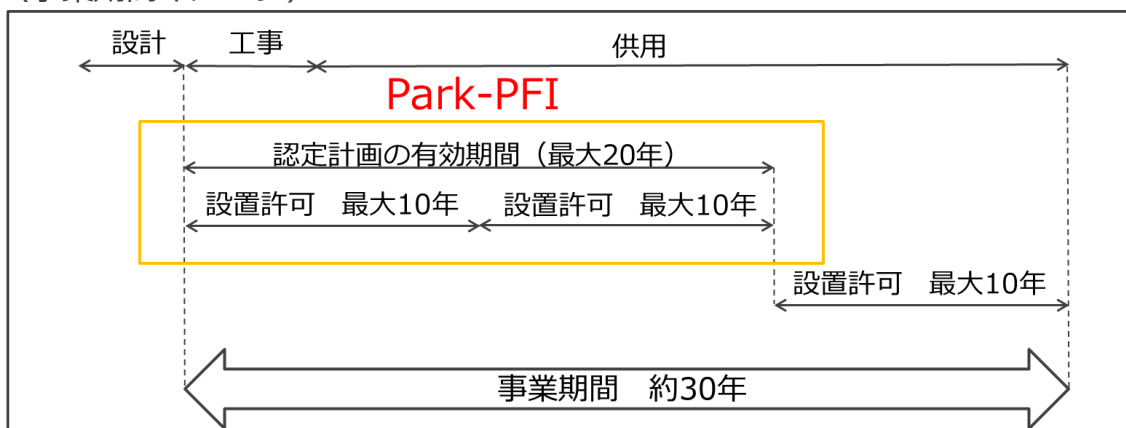 設計
工事
供用
Park-PFI
認定計画の有効期間（最大20年）
設置許可　最大10年
設置許可　最大10年
設置許可　最大10年
事業期間　約30年